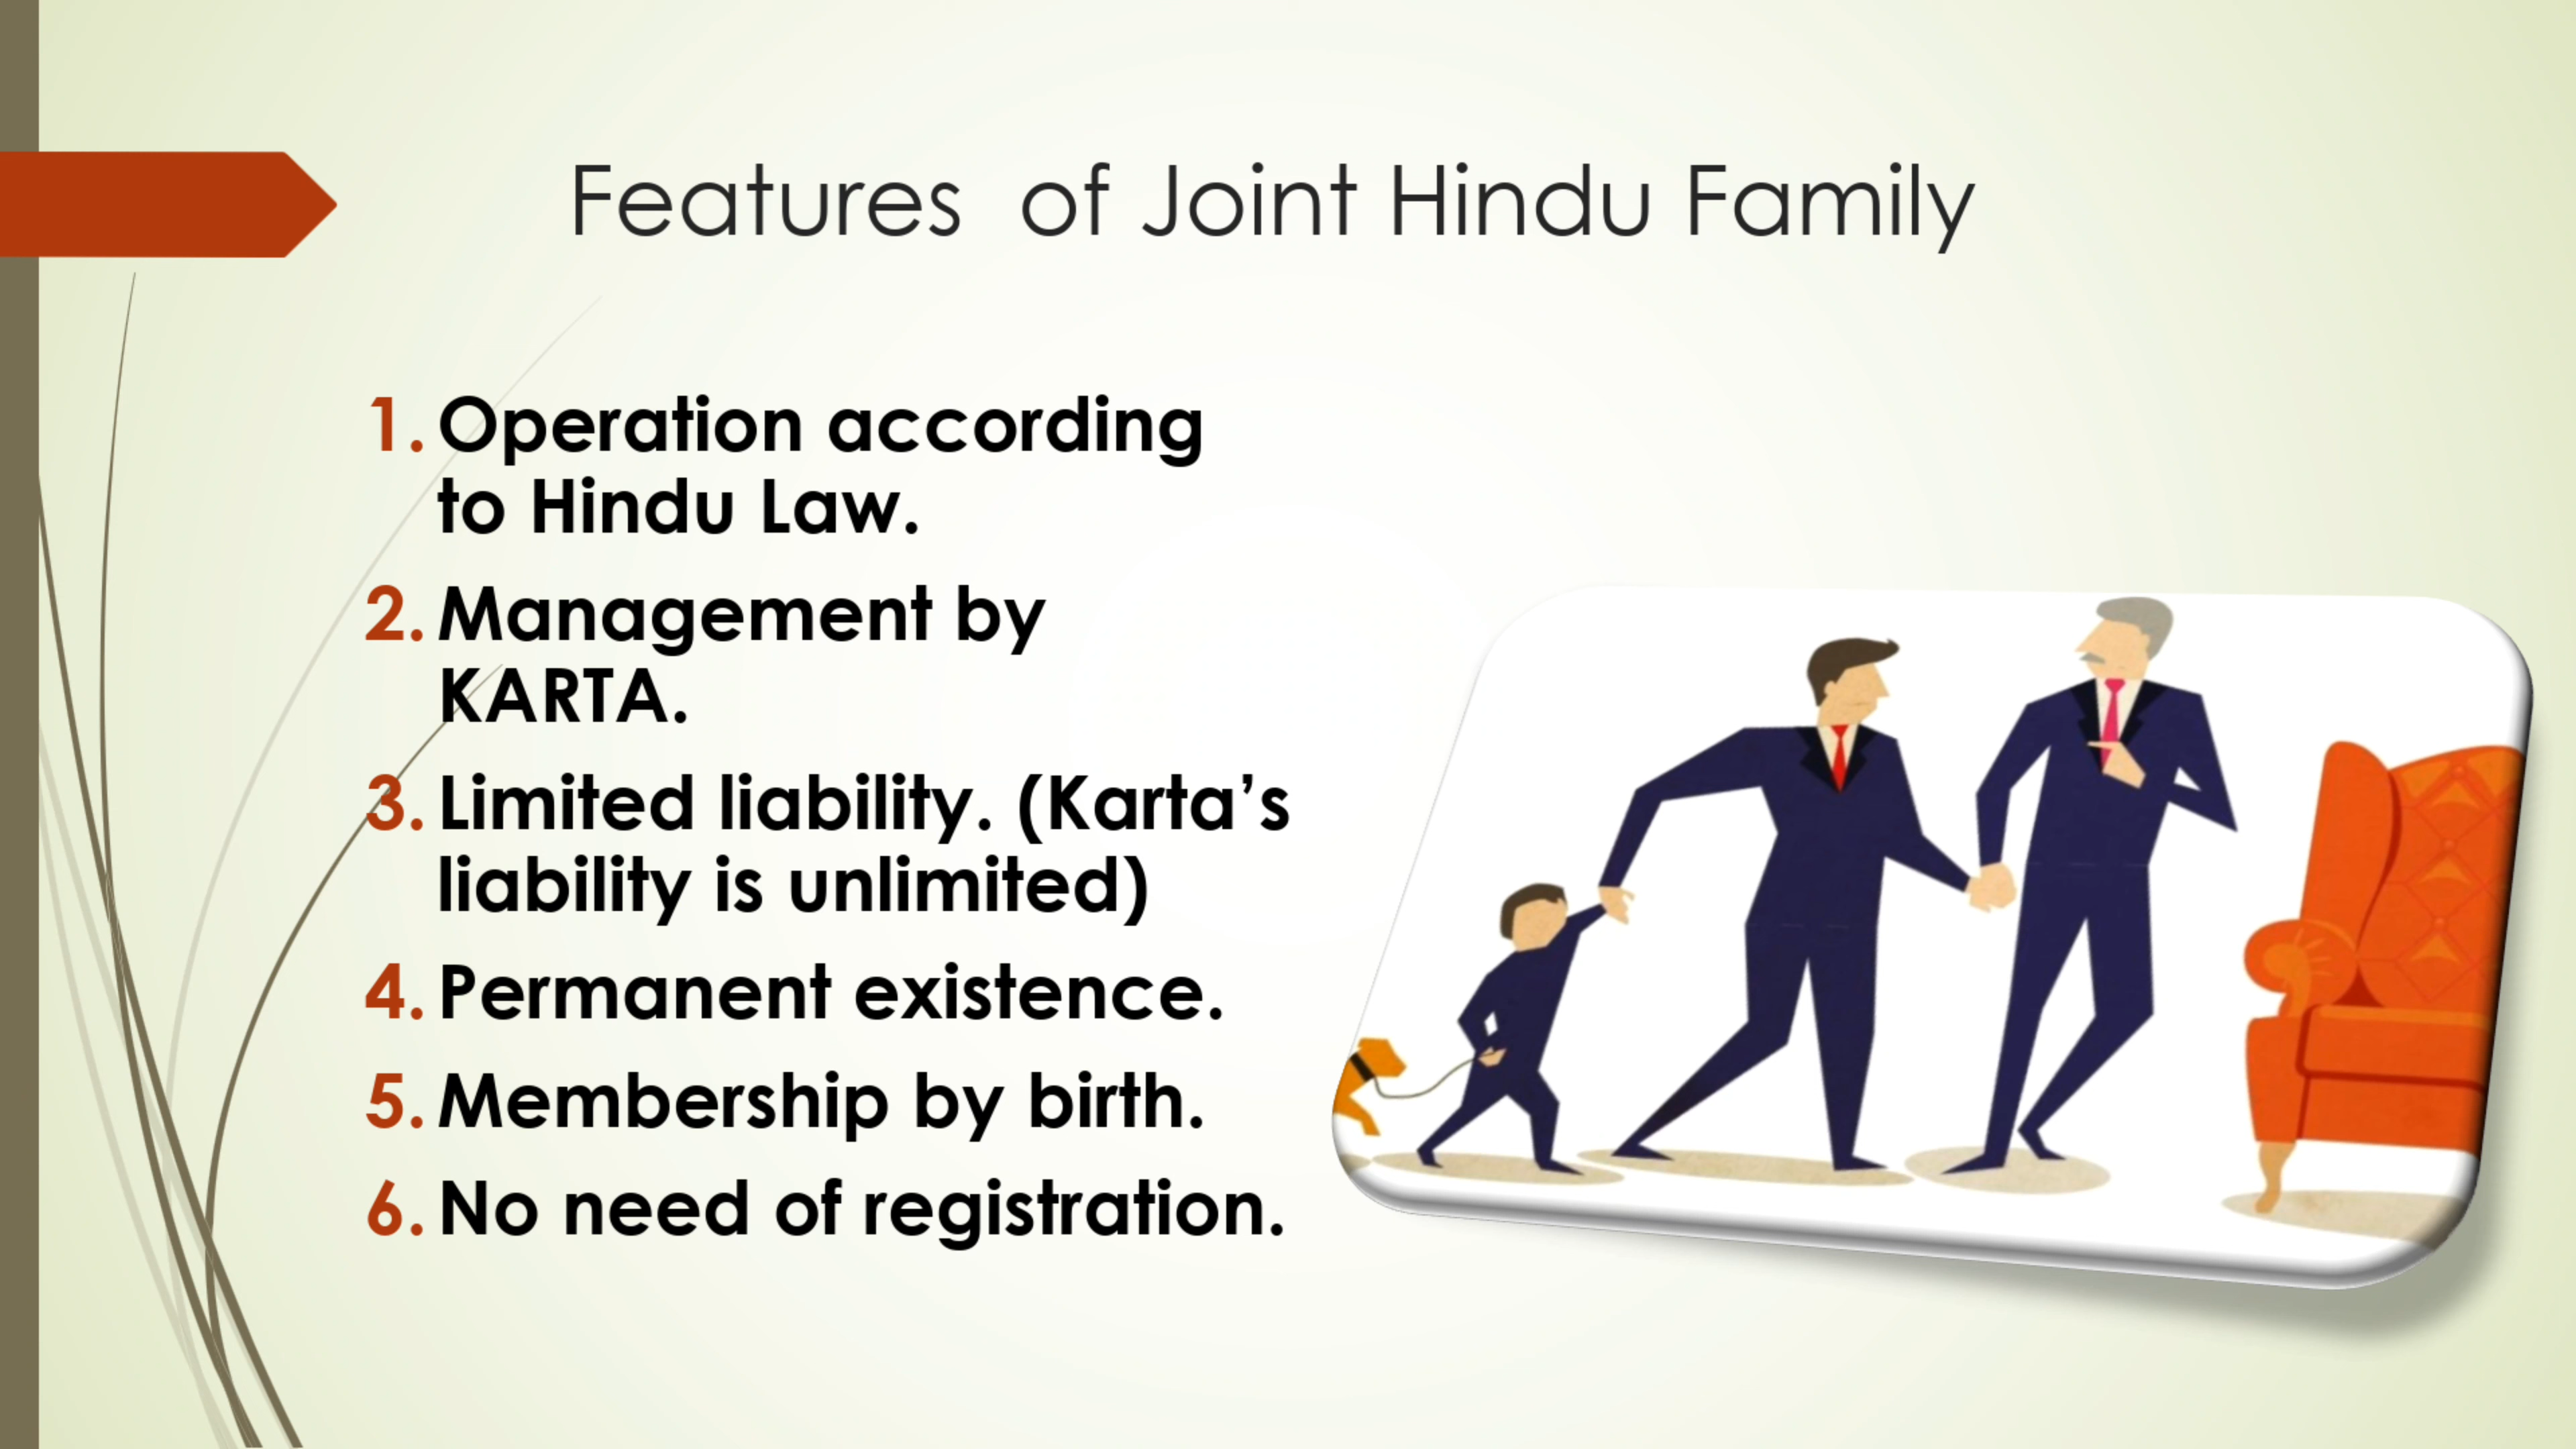 Features  of Joint Hindu Family
1. Operation according
to Hindu Law.
2. Management by
KARTA.
3. Limited liability. (Karta’s
liability is unlimited)
4. Permanent existence.
5. Membership by birth.
6. No need of registration.